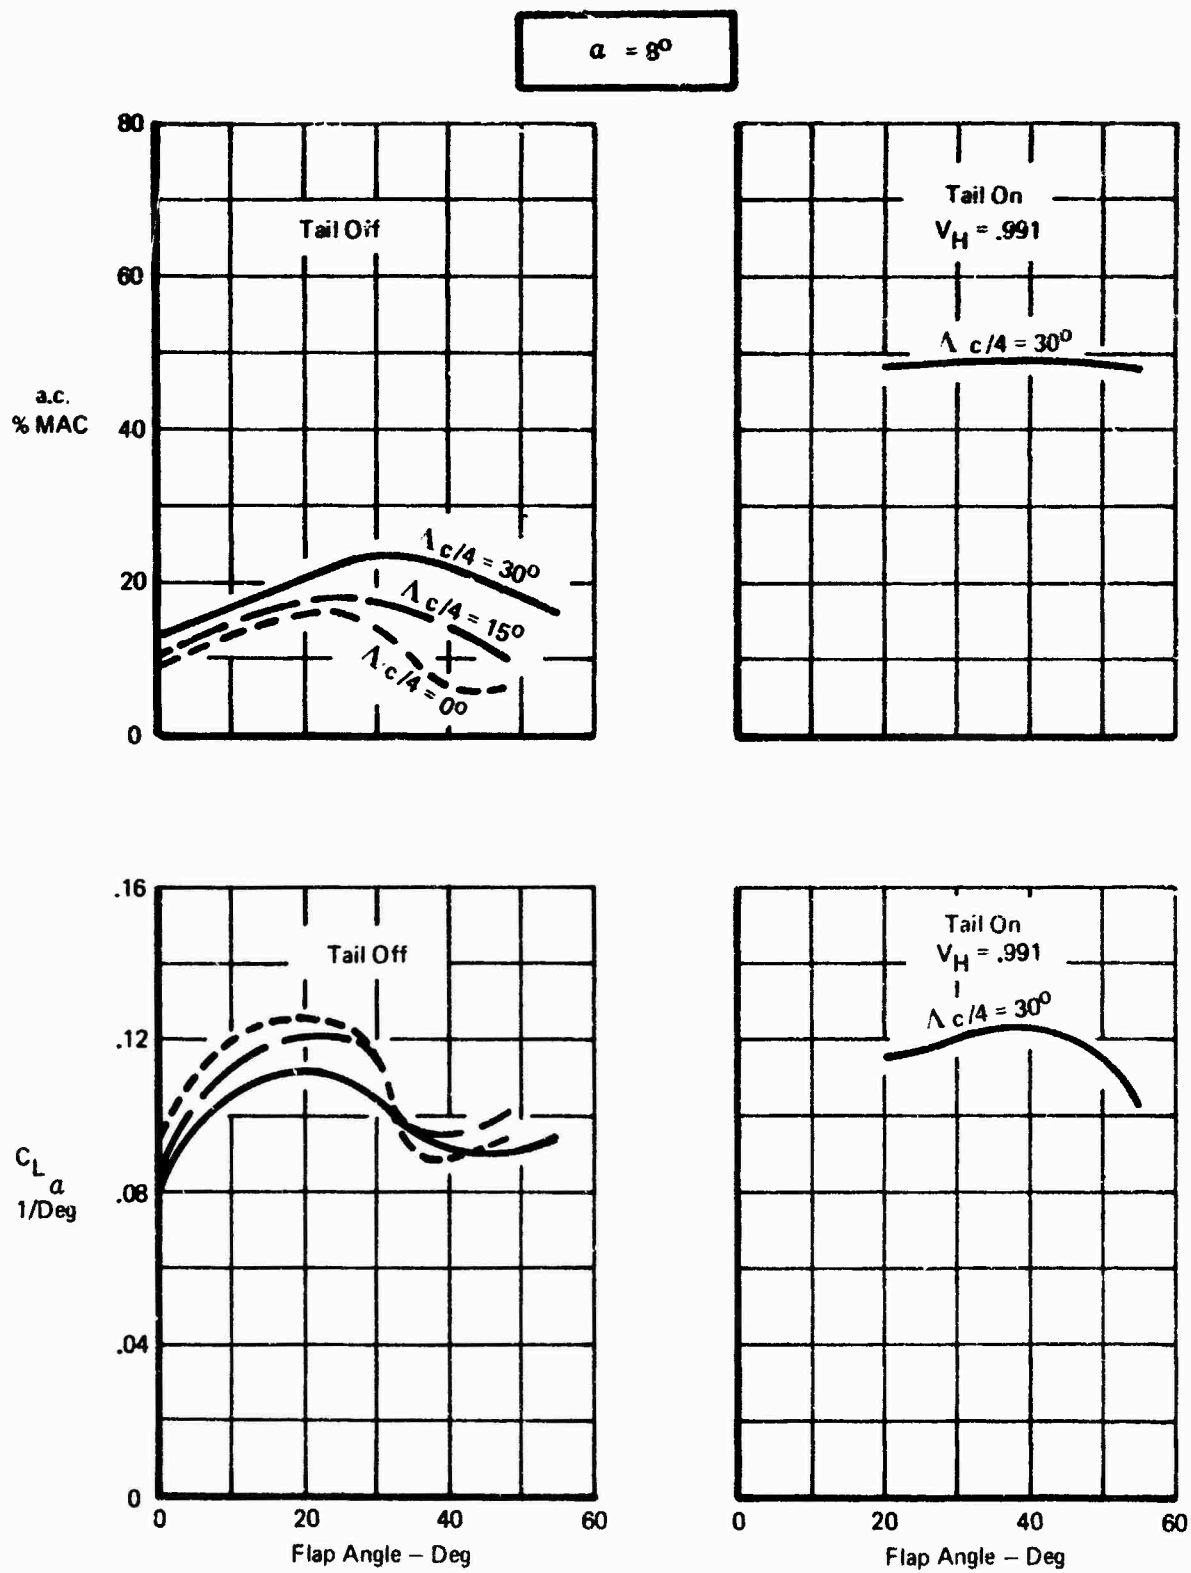 α = 8°
80
60
40
20
0
a.c.
% MAC
Tail Off
Λ c/4 = 30°
Λ c/4 = 15°
Λ c/4 = 0°
Tail On
V_H = .991
Λ c/4 = 30°
.16
.12
.08
.04
0
C_L_α
1/Deg
Tail Off
0 20 40 60
Flap Angle – Deg
Tail On
V_H = .991
Λ c/4 = 30°
0 20 40 60
Flap Angle – Deg